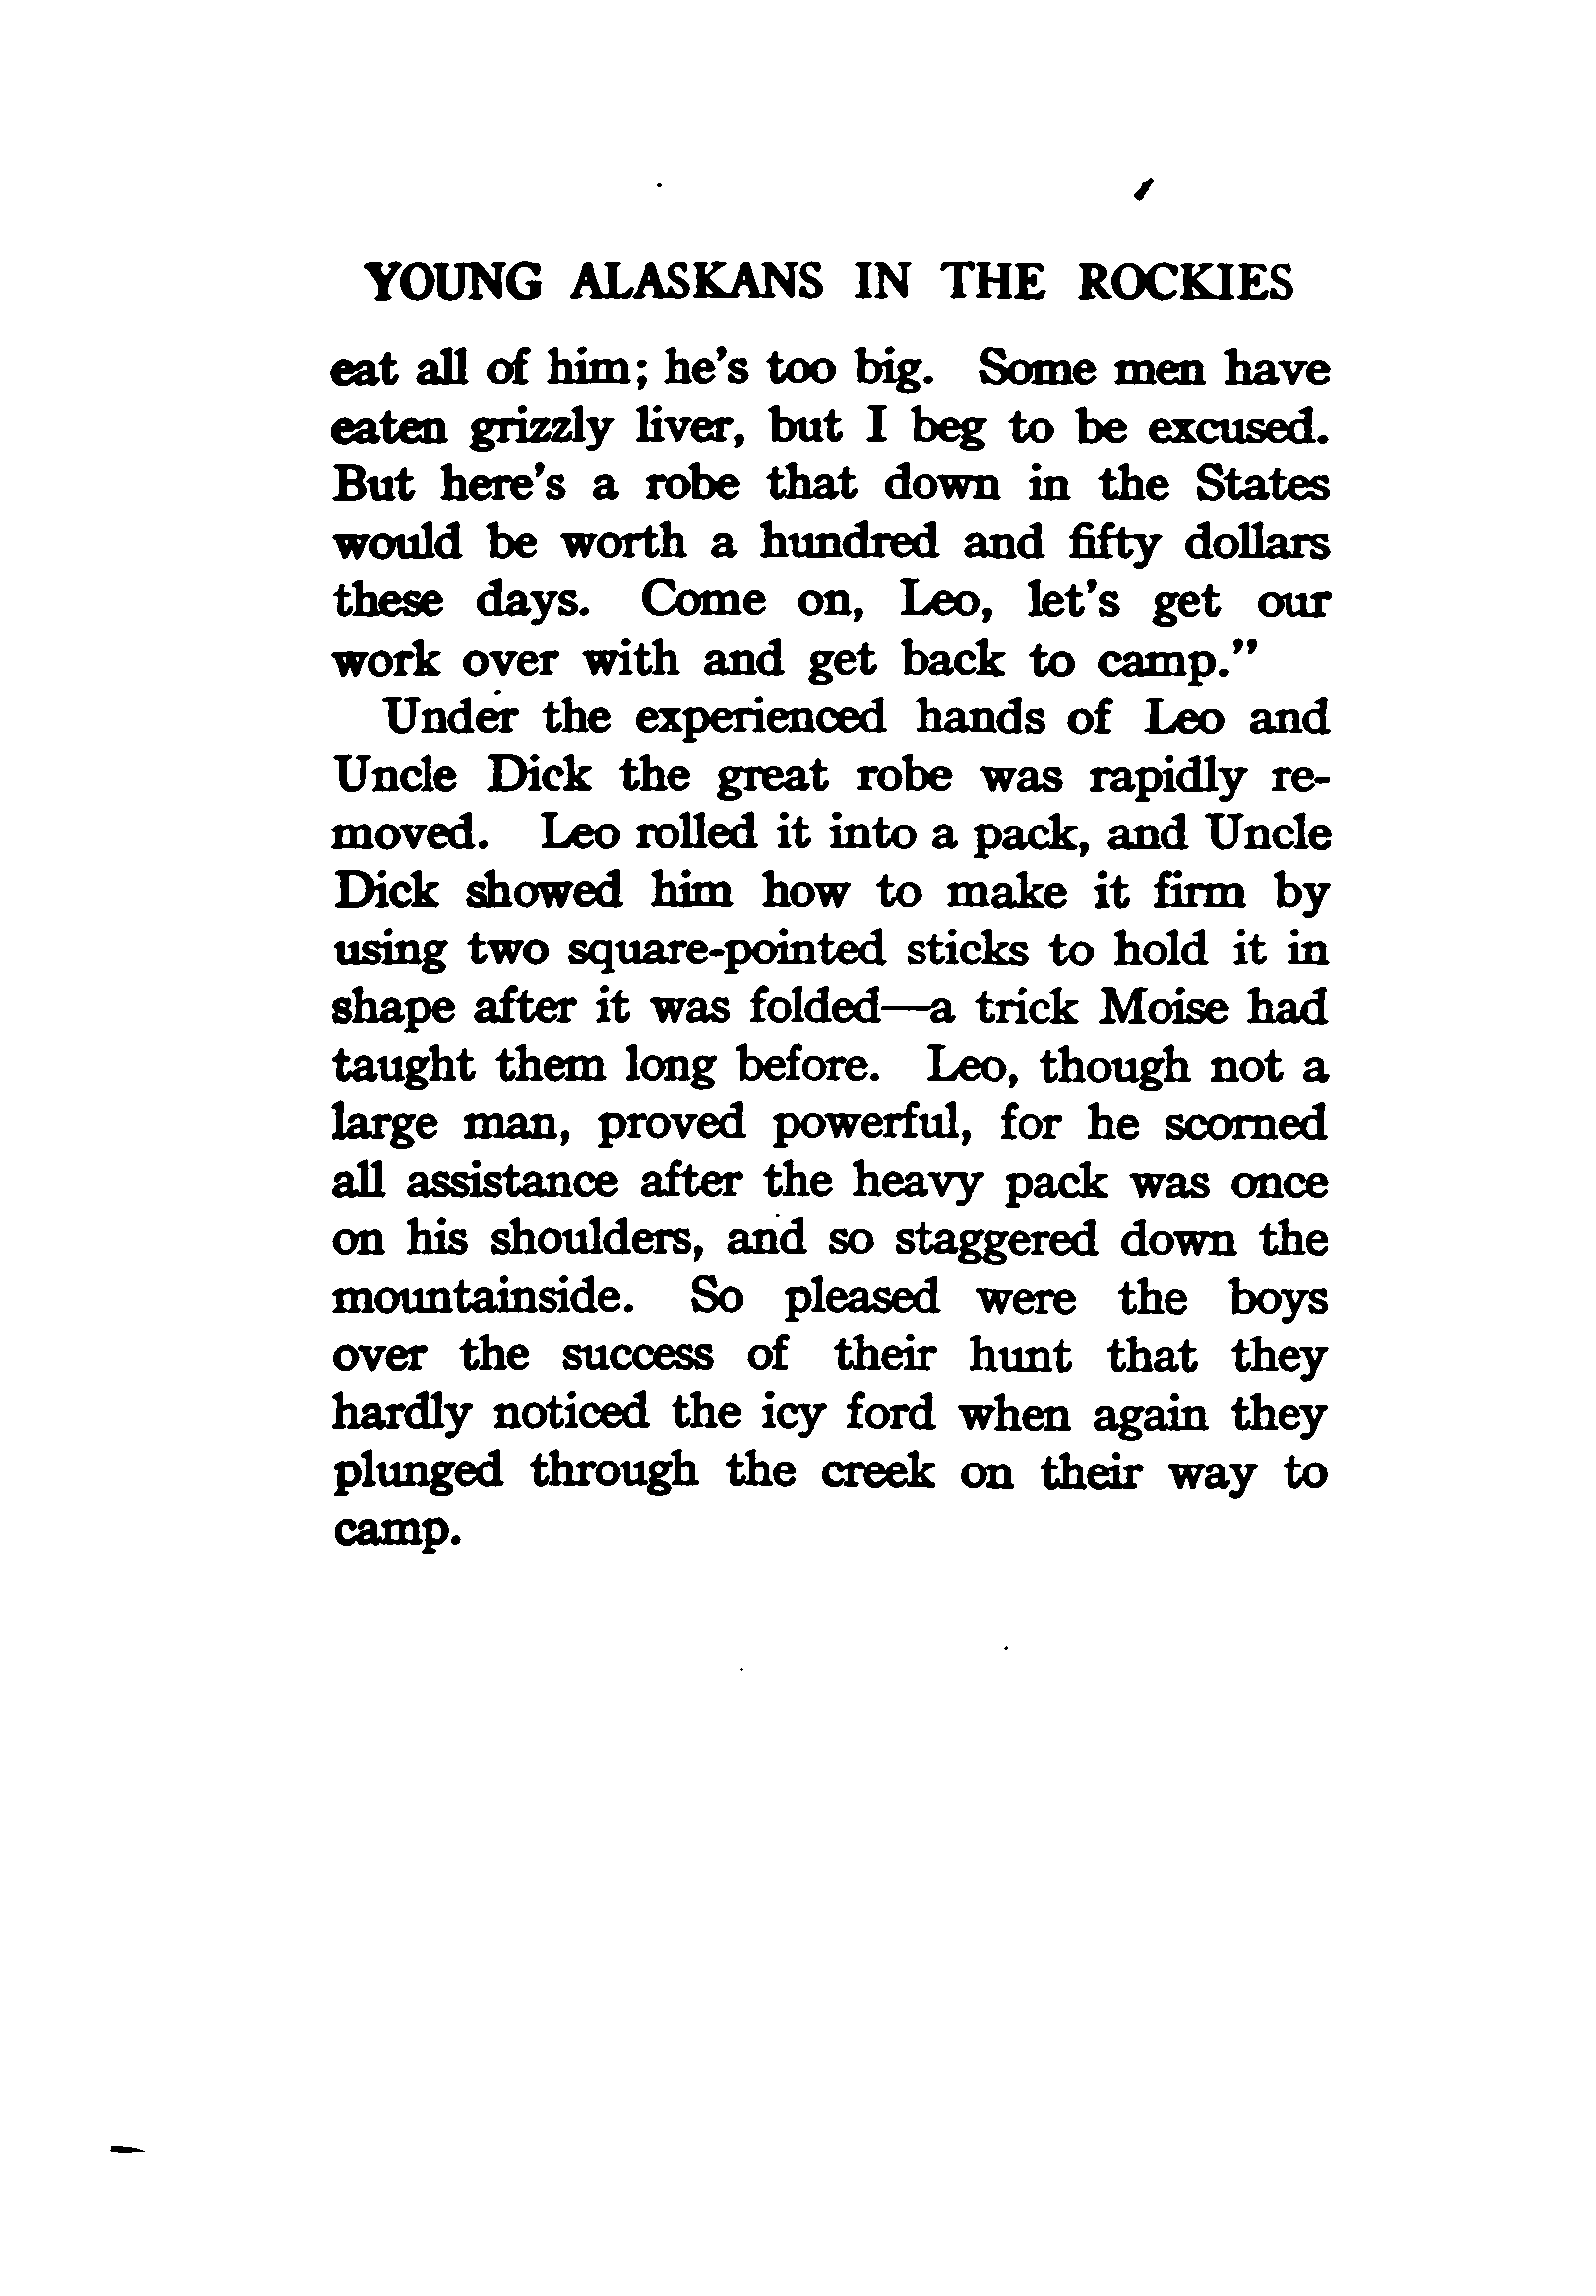 YOUNG ALASKANS IN THE ROCKIES
eat all of him; he's too big. Some men have
eaten grizzly liver, but I beg to be excused.
But here's a robe that down in the States
would be worth a hundred and fifty dollars
these days. Come on, Leo, let's get our
work over with and get back to camp.”
Under the experienced hands of Leo and
Uncle Dick the great robe was rapidly re-
moved. Leo rolled it into a pack, and Uncle
Dick showed him how to make it firm by
using two square-pointed sticks to hold it in
shape after it was folded—a trick Moise had
taught them long before. Leo, though not a
large man, proved powerful, for he scorned
all assistance after the heavy pack was once
on his shoulders, and so staggered down the
mountainside. So pleased were the boys
over the success of their hunt that they
hardly noticed the icy ford when again they
plunged through the creek on their way to
camp.